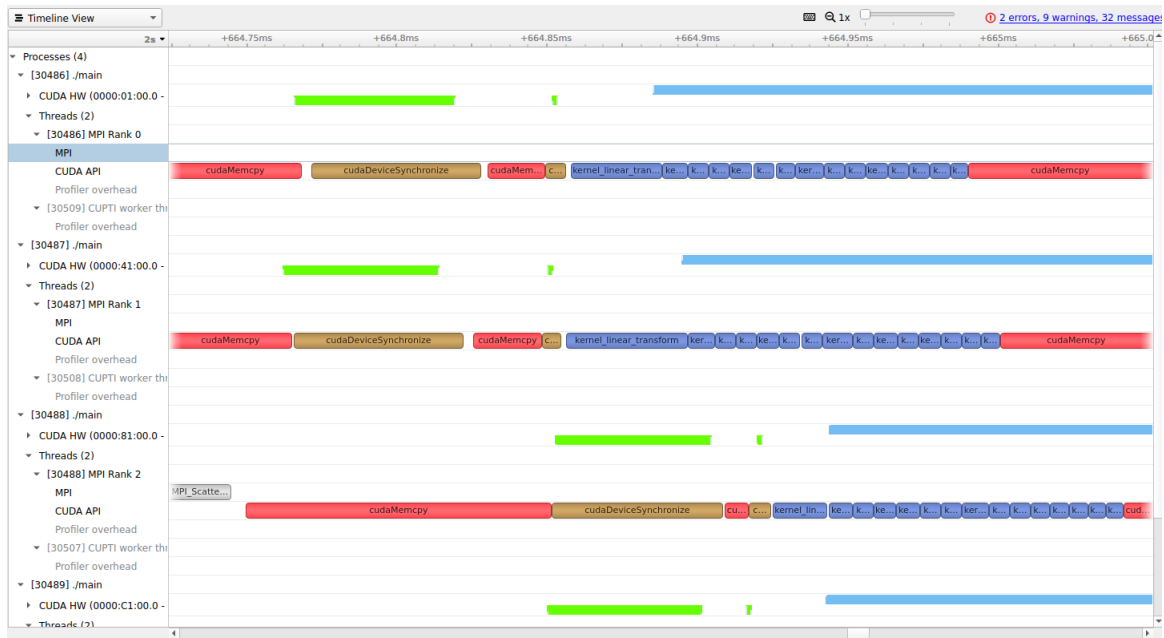 Timeline View
1x
2 errors, 9 warnings, 32 messages
2s +664.75ms +664.8ms +664.85ms +664.9ms +664.95ms +665ms +665.0
Processes (4)
[30486] ./main
CUDA HW (0000:01:00.0 -
Threads (2)
[30486] MPI Rank 0
MPI
CUDA API cudaMemcpy cudaDeviceSynchronize cudaMem... c... kernel_linear_tran... ke... k... k... ke... k... k... ker... k... k... ke... k... k... k... k... cudaMemcpy
Profiler overhead
[30509] CUPTI worker thr
Profiler overhead
[30487] ./main
CUDA HW (0000:41:00.0 -
Threads (2)
[30487] MPI Rank 1
MPI
CUDA API cudaMemcpy cudaDeviceSynchronize cudaMemcpy c... kernel_linear_transform ker... k... k... ke... k... k... ker... k... ke... k... ke... k... k... k... cudaMemcpy
Profiler overhead
[30508] CUPTI worker thr
Profiler overhead
[30488] ./main
CUDA HW (0000:81:00.0 -
Threads (2)
[30488] MPI Rank 2
MPI MPI_Scatte...
CUDA API cudaMemcpy cudaDeviceSynchronize cu... c... kernel_lin... ke... k... ke... ke... k... k... ker... k... k... k... k... k... k... cud...
Profiler overhead
[30507] CUPTI worker thr
Profiler overhead
[30489] ./main
CUDA HW (0000:C1:00.0 -
Threads (2)